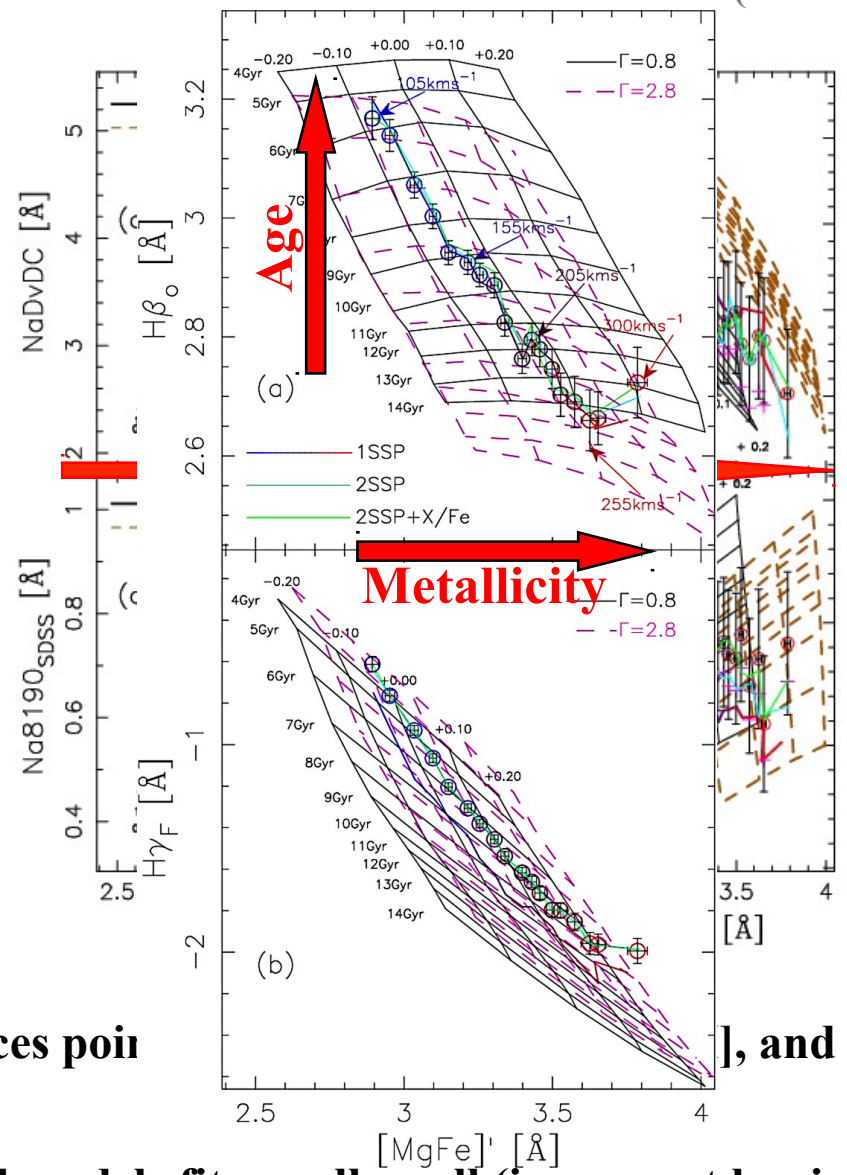 -0.20 -0.10 +0.00 +0.10 +0.20
Γ=0.8
Γ=2.8
4Gyr
5Gyr
6Gyr
9Gyr
10Gyr
11Gyr
12Gyr
13Gyr
14Gyr
105kms⁻¹
155kms⁻¹
205kms⁻¹
300kms⁻¹
255kms⁻¹
Age
(a)
1SSP
2SSP
2SSP+X/Fe
3.2
3
2.8
2.6
Hβₒ [Å]
Metallicity
NaDvDC [Å]
5
4
3
2
+ 0.2
+ 0.2
Na8190SDSS [Å]
1
0.8
0.6
0.4
-0.20
-0.10
+0.00
+0.10
+0.20
Γ=0.8
Γ=2.8
4Gyr
5Gyr
6Gyr
7Gyr
8Gyr
9Gyr
10Gyr
11Gyr
12Gyr
13Gyr
14Gyr
(b)
-1
-2
HγF [Å]
2.5
3.5 4
[Å]
], and
2.5 3 3.5 4
[MgFe]' [Å]